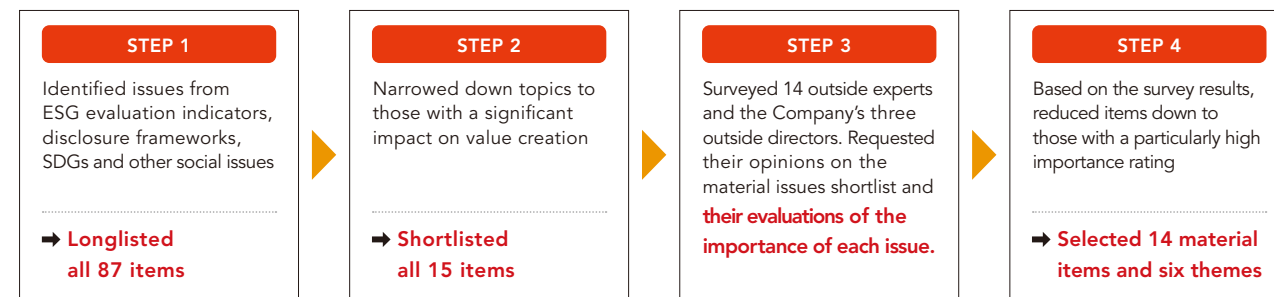 STEP 1
Identified issues from
ESG evaluation indicators,
disclosure frameworks,
SDGs and other social issues
➡ Longlisted
all 87 items
STEP 2
Narrowed down topics to
those with a significant
impact on value creation
➡ Shortlisted
all 15 items
STEP 3
Surveyed 14 outside experts
and the Company's three
outside directors. Requested
their opinions on the
material issues shortlist and
their evaluations of the
importance of each issue.
STEP 4
Based on the survey results,
reduced items down to
those with a particularly high
importance rating
➡ Selected 14 material
items and six themes